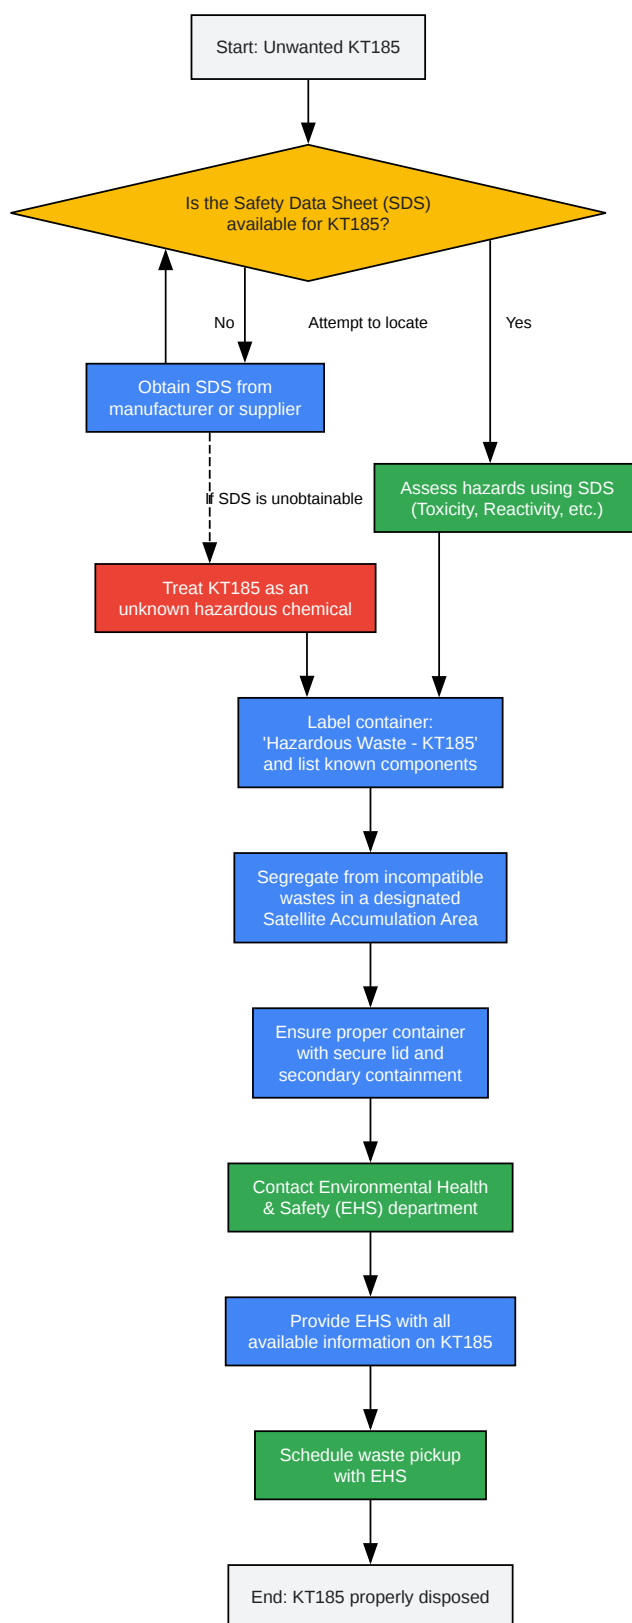 Start: Unwanted KT185
Is the Safety Data Sheet (SDS)
available for KT185?
No
Attempt to locate
Yes
Obtain SDS from
manufacturer or supplier
Assess hazards using SDS
(Toxicity, Reactivity, etc.)
If SDS is unobtainable
Treat KT185 as an
unknown hazardous chemical
Label container:
'Hazardous Waste - KT185'
and list known components
Segregate from incompatible
wastes in a designated
Satellite Accumulation Area
Ensure proper container
with secure lid and
secondary containment
Contact Environmental Health
& Safety (EHS) department
Provide EHS with all
available information on KT185
Schedule waste pickup
with EHS
End: KT185 properly disposed